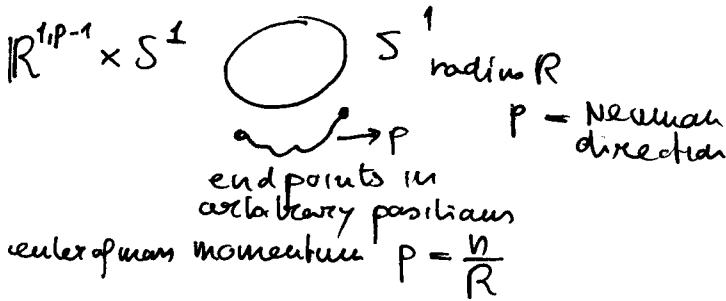 ℝ^{1,p-1} × S^1
S^1 radius R
p = Neuman direction
→ p
endpoints in
arbitrary positions
center of mass momentum p = n/R